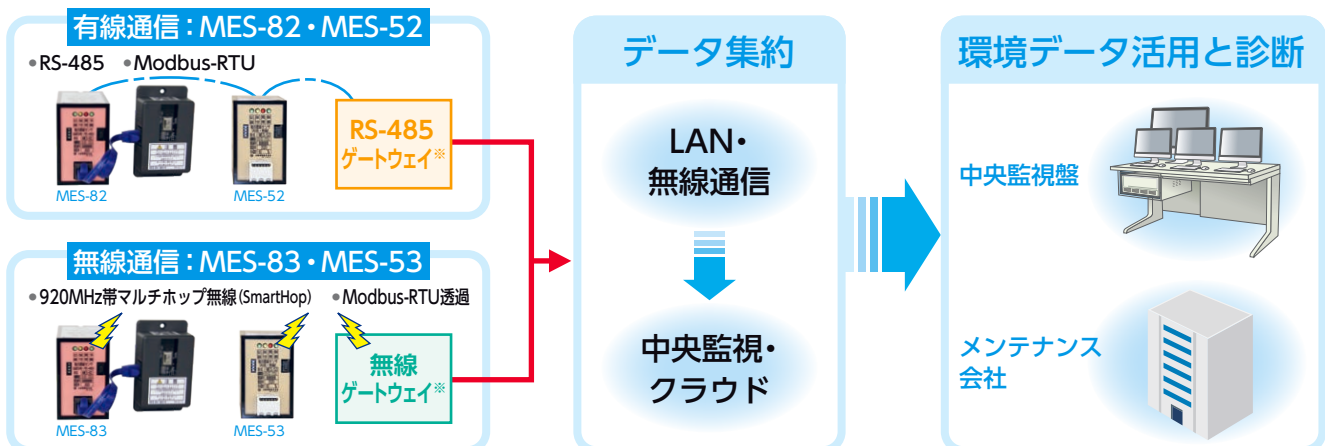 有線通信：MES-82・MES-52
•RS-485 •Modbus-RTU
RS-485
ゲートウェイ※
MES-82
MES-52
無線通信：MES-83・MES-53
•920MHz帯マルチホップ無線(SmartHop) •Modbus-RTU透過
無線
ゲートウェイ※
MES-83
MES-53
データ集約
LAN・
無線通信
中央監視・
クラウド
環境データ活用と診断
中央監視盤
メンテナンス
会社